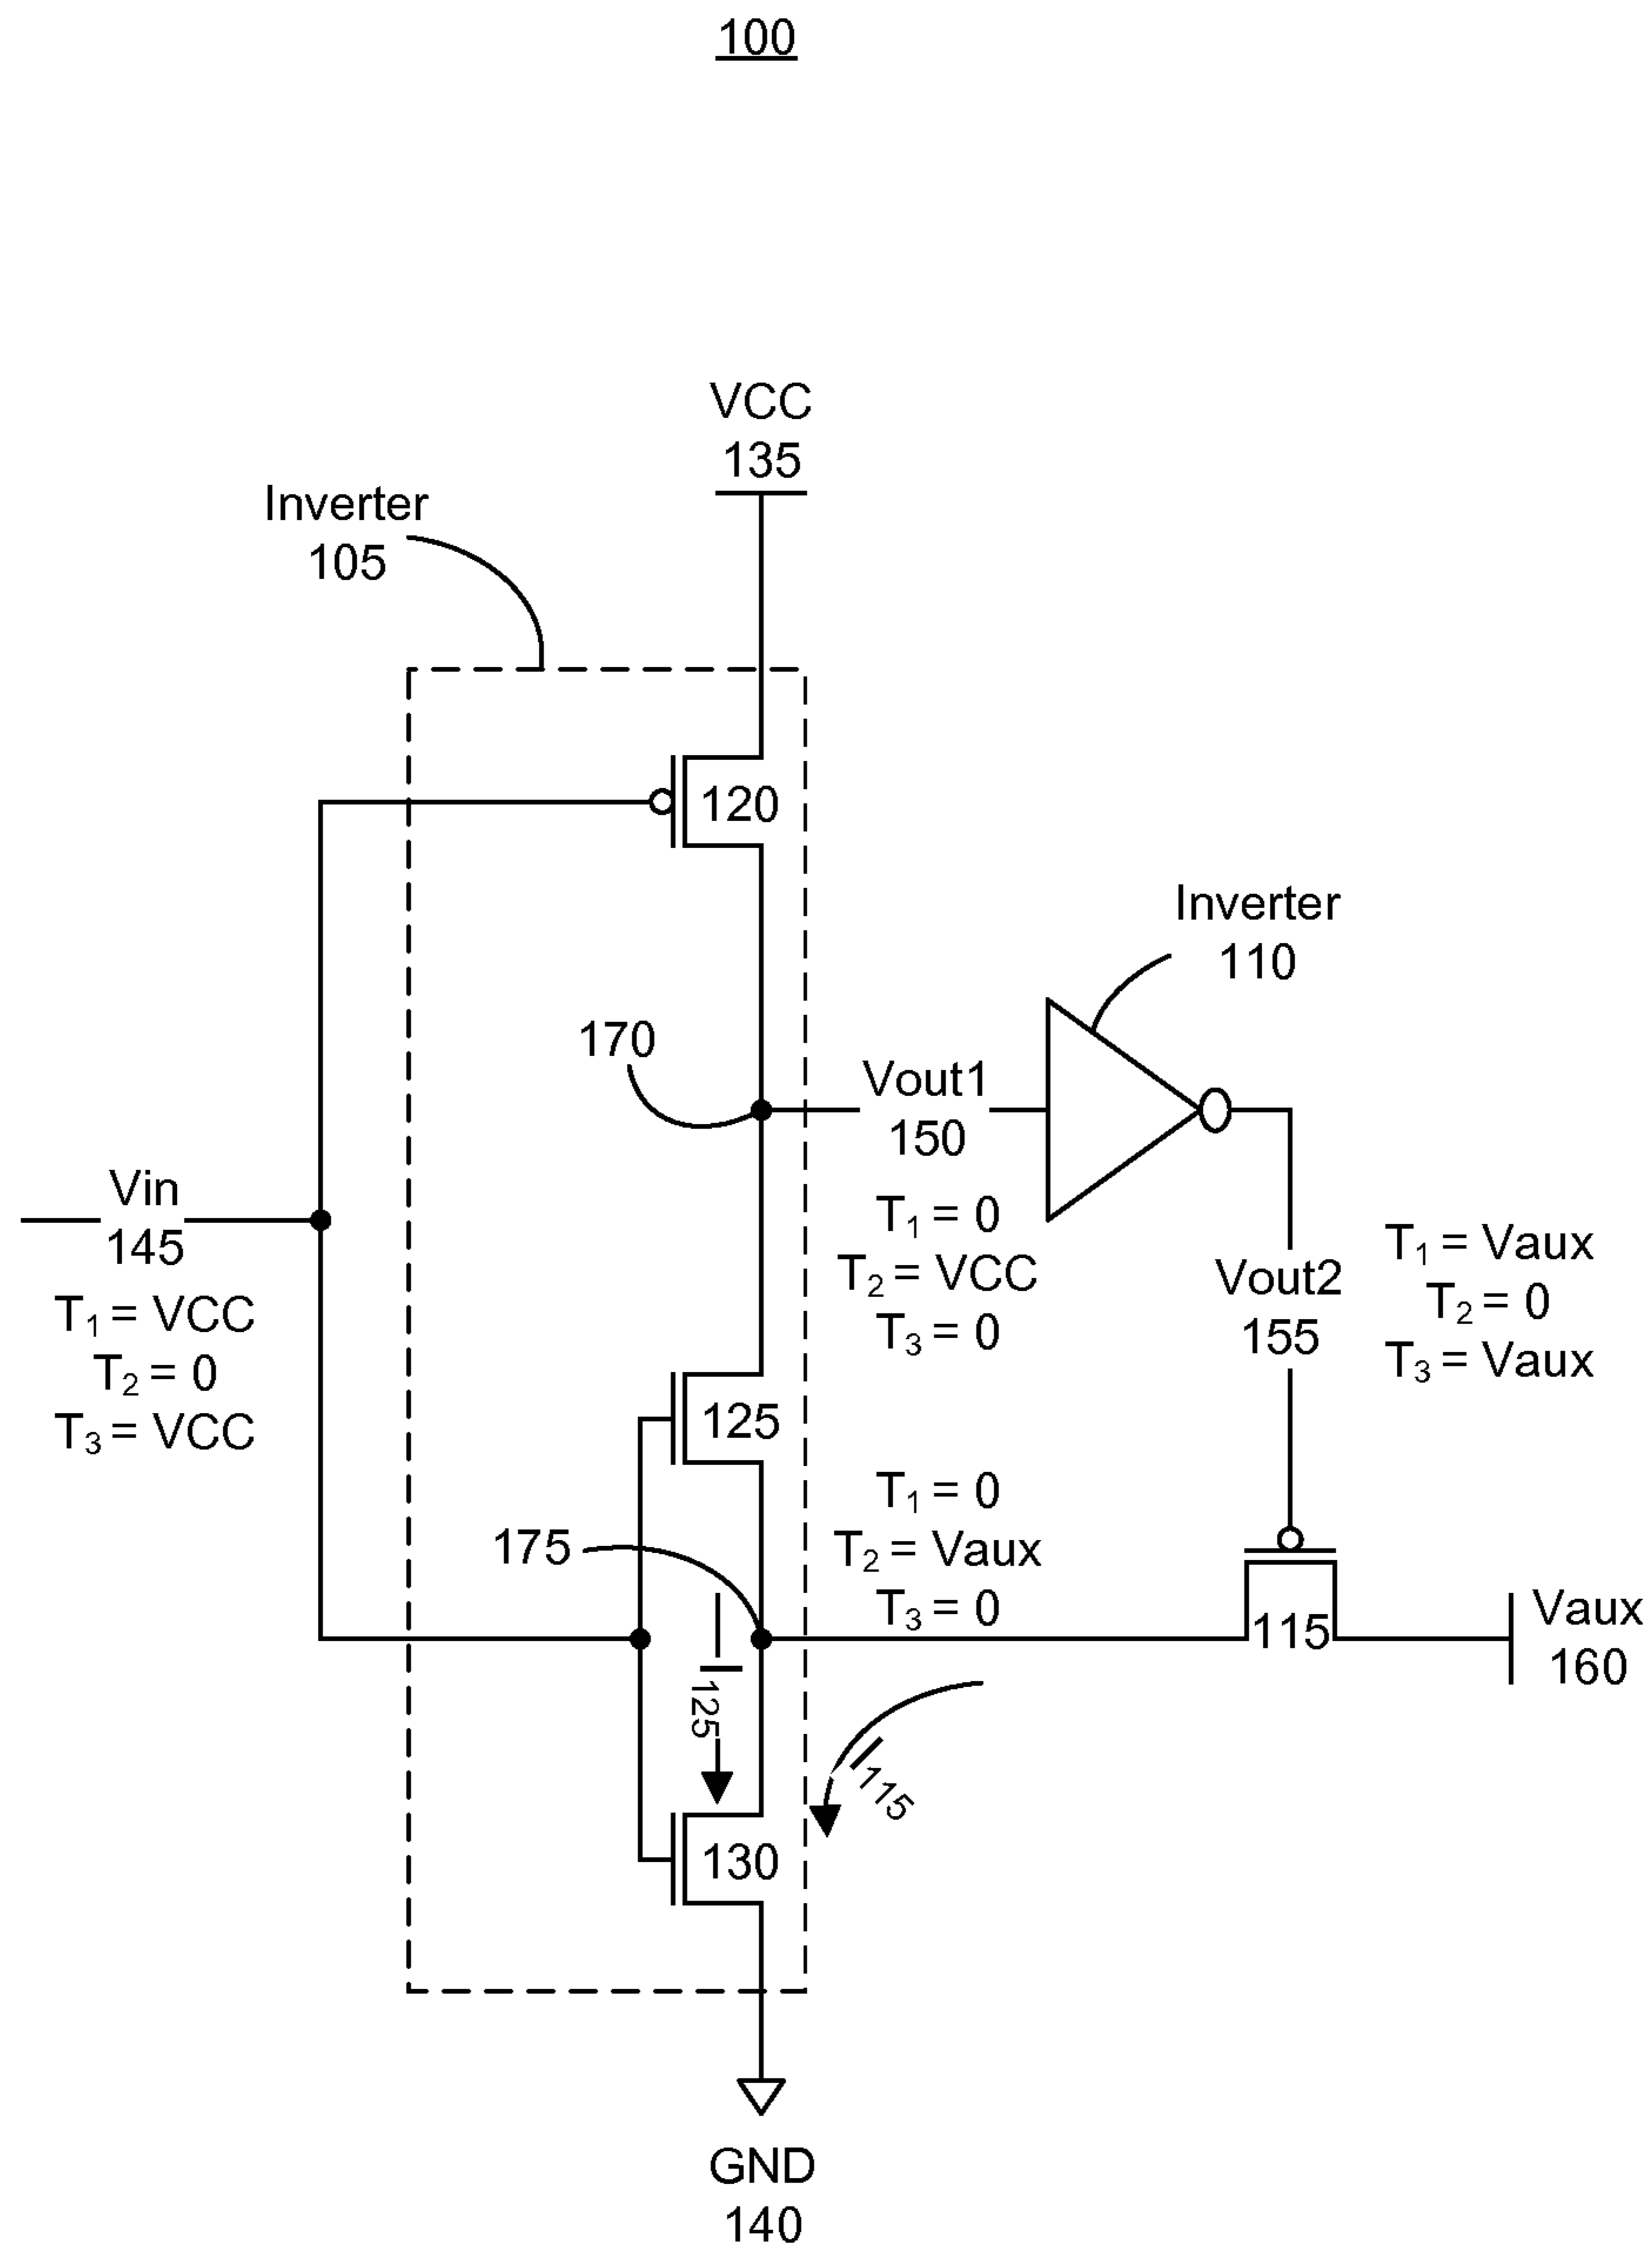 100
VCC
135
Inverter
105
120
Inverter
110
170
Vout1
150
Vin
145
T1 = VCC
T2 = 0
T3 = VCC
T1 = 0
T2 = VCC
T3 = 0
Vout2
155
T1 = Vaux
T2 = 0
T3 = Vaux
125
175
T1 = 0
T2 = Vaux
T3 = 0
115
Vaux
160
I125
I115
130
GND
140